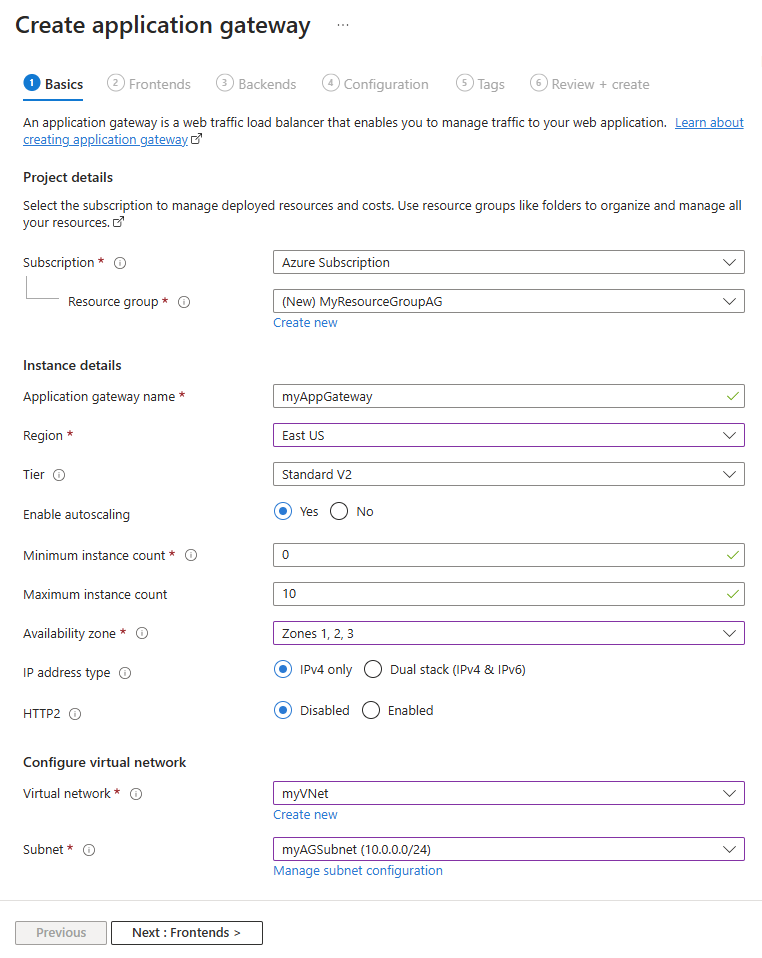 Create application gateway ...
1 Basics 2 Frontends 3 Backends 4 Configuration 5 Tags 6 Review + create
An application gateway is a web traffic load balancer that enables you to manage traffic to your web application. Learn about
creating application gateway
Project details
Select the subscription to manage deployed resources and costs. Use resource groups like folders to organize and manage all
your resources.
Subscription * Azure Subscription
Resource group * (New) MyResourceGroupAG
Create new
Instance details
Application gateway name * myAppGateway
Region * East US
Tier Standard V2
Enable autoscaling Yes No
Minimum instance count * 0
Maximum instance count 10
Availability zone * Zones 1, 2, 3
IP address type IPv4 only Dual stack (IPv4 & IPv6)
HTTP2 Disabled Enabled
Configure virtual network
Virtual network * myVNet
Create new
Subnet * myAGSubnet (10.0.0.0/24)
Manage subnet configuration
Previous Next : Frontends >